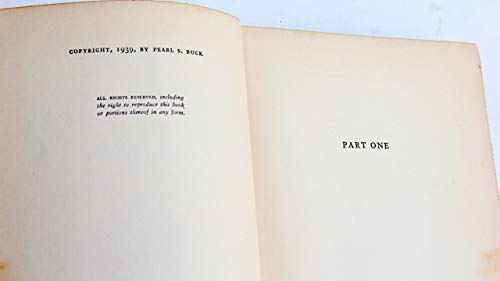 COPYRIGHT, 1939, BY PEARL S. BUCK
ALL RIGHTS RESERVED, including
the right to reproduce this book
or portions thereof in any form.
PART ONE